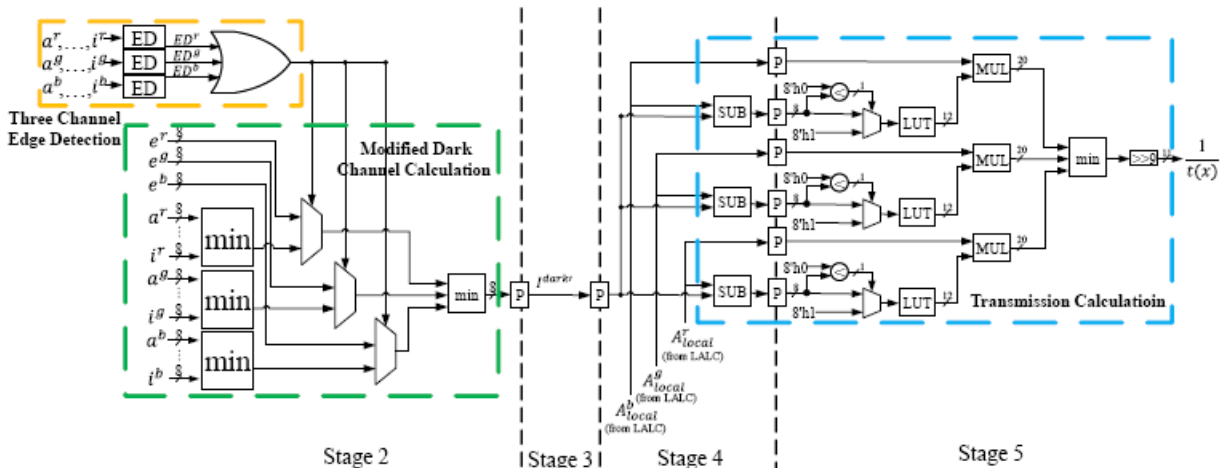 a^r,…,i^r
ED
ED^r
a^g,…,i^g
ED
ED^g
a^b,…,i^b
ED
ED^b
Three Channel
Edge Detection
Modified Dark
Channel Calculation
e^r 8
e^g 8
e^b 8
a^r 8
min
i^r 8
a^g 8
min
i^g 8
a^b 8
min
i^b 8
min
8
P
I^darkr
P
P
MUL
20
SUB
P
8
8'h0
<
1
8'h1
LUT
12
P
MUL
20
SUB
P
8
8'h0
<
1
8'h1
LUT
12
P
MUL
20
SUB
P
8
8'h0
<
1
8'h1
LUT
12
min
>>9
1
t(x)
Transmission Calculatioin
A^r_local
(from LALC)
A^g_local
(from LALC)
A^b_local
(from LALC)
Stage 2
Stage 3
Stage 4
Stage 5